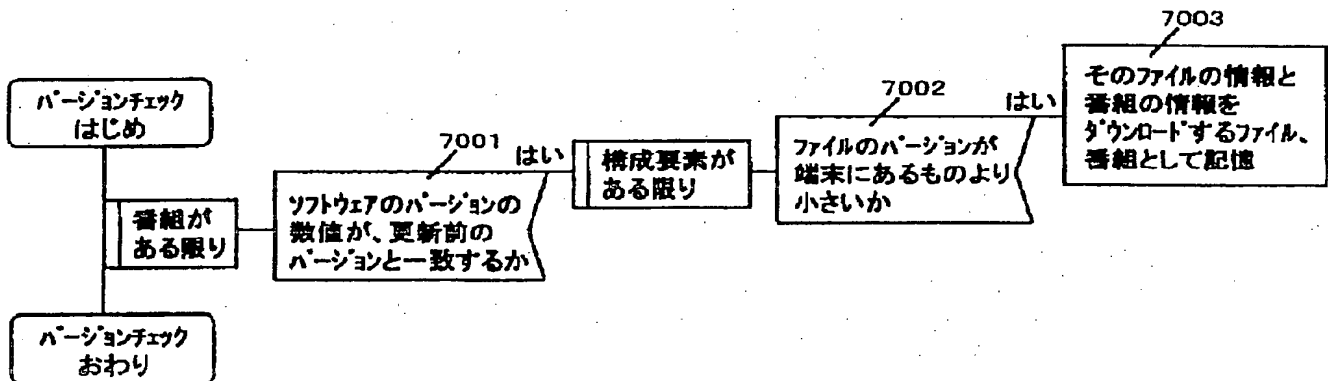 バージョンチェック
はじめ
番組が
ある限り
7001
はい
ソフトウェアのバージョンの
数値が、更新前の
バージョンと一致するか
構成要素が
ある限り
7002
はい
ファイルのバージョンが
端末にあるものより
小さいか
7003
そのファイルの情報と
番組の情報を
ダウンロードするファイル、
番組として記憶
バージョンチェック
おわり